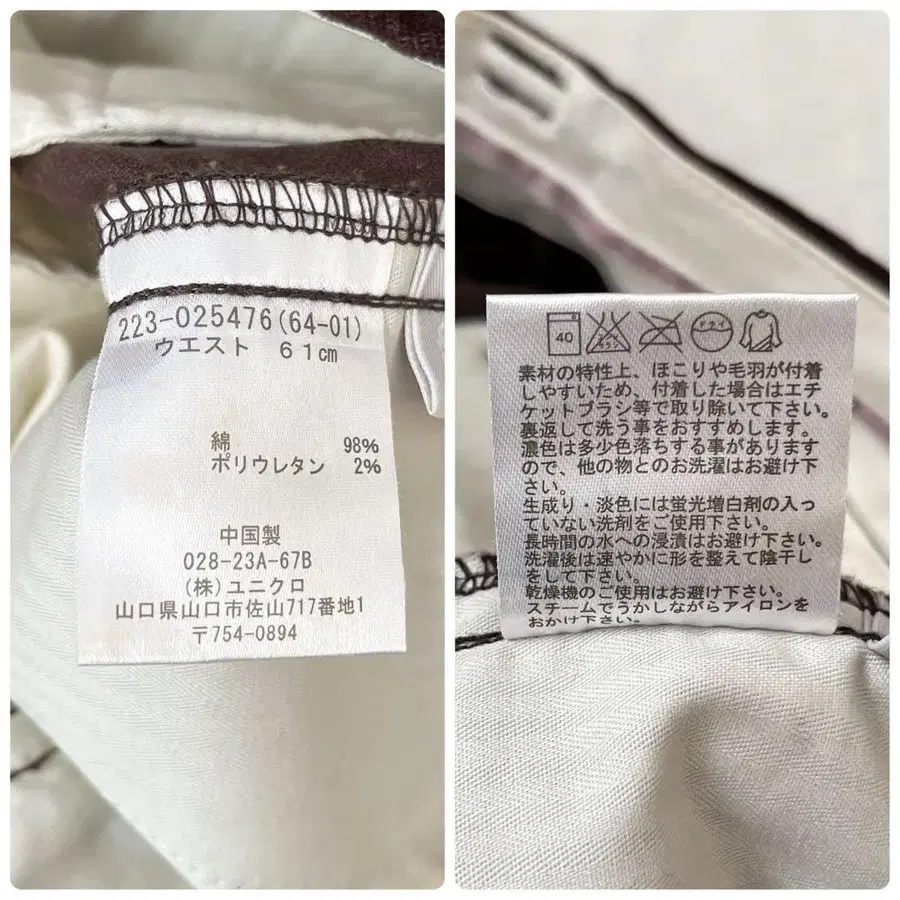 223-025476(64-01)
ウエスト 61cm
綿 98%
ポリウレタン 2%
中国製
028-23A-67B
(株)ユニクロ
山口県山口市佐山717番地1
〒754-0894
40
ドライ
素材の特性上、ほこりや毛羽が付着
しやすいため、付着した場合はエチ
ケットブラシ等で取り除いて下さい。
裏返して洗う事をおすすめします。
濃色は多少色落ちする事があります
ので、他の物とのお洗濯はお避け下
さい。
生成り・淡色には蛍光増白剤の入っ
ていない洗剤をご使用下さい。
長時間の水への浸漬はお避け下さい。
洗濯後は速やかに形を整えて陰干し
をして下さい。
乾燥機のご使用はお避け下さい。
スチームでうかしながらアイロンを
おかけ下さい。